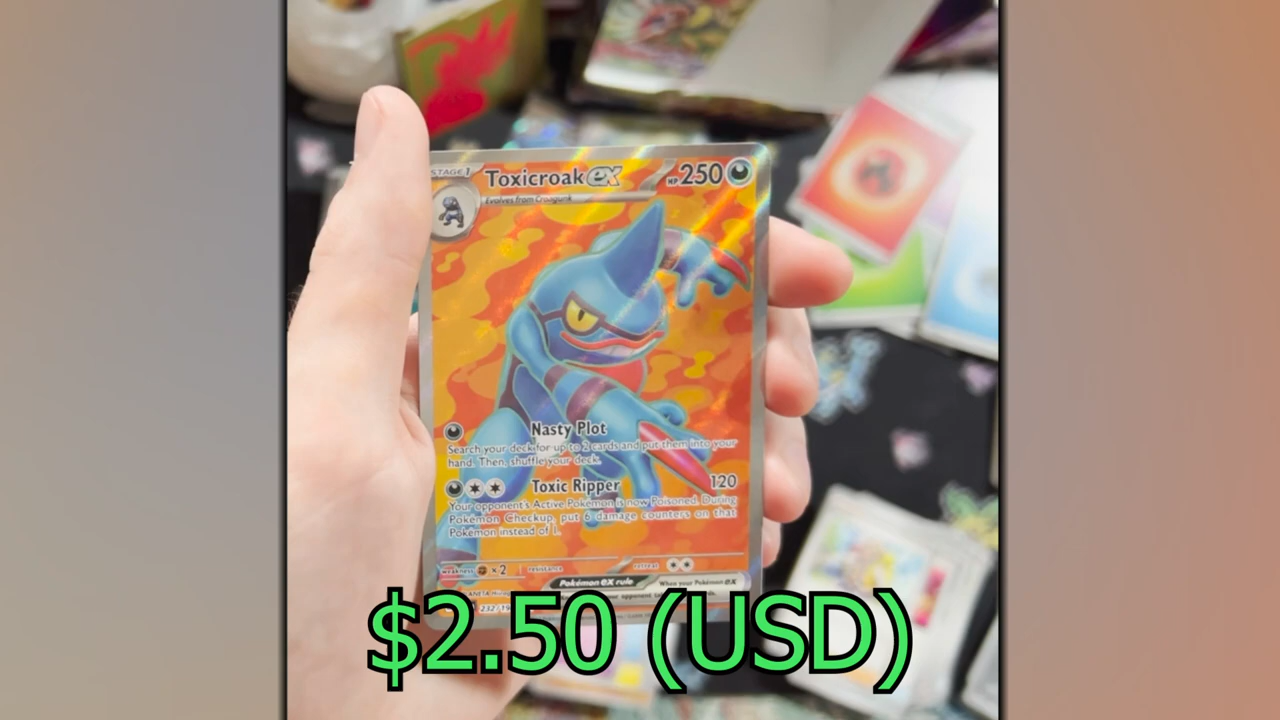 STAGE 1
Toxicroak ex HP 250
Evolves from Croagunk
Nasty Plot
Search your deck for up to 2 cards and put them into your
hand. Then, shuffle your deck.
Toxic Ripper 120
Your opponent's Active Pokémon is now Poisoned. During
Pokémon Checkup, put 6 damage counters on that
Pokémon instead of 1.
weakness ×2 resistance retreat
Pokémon ex rule When your Pokémon ex
$2.50 (USD)